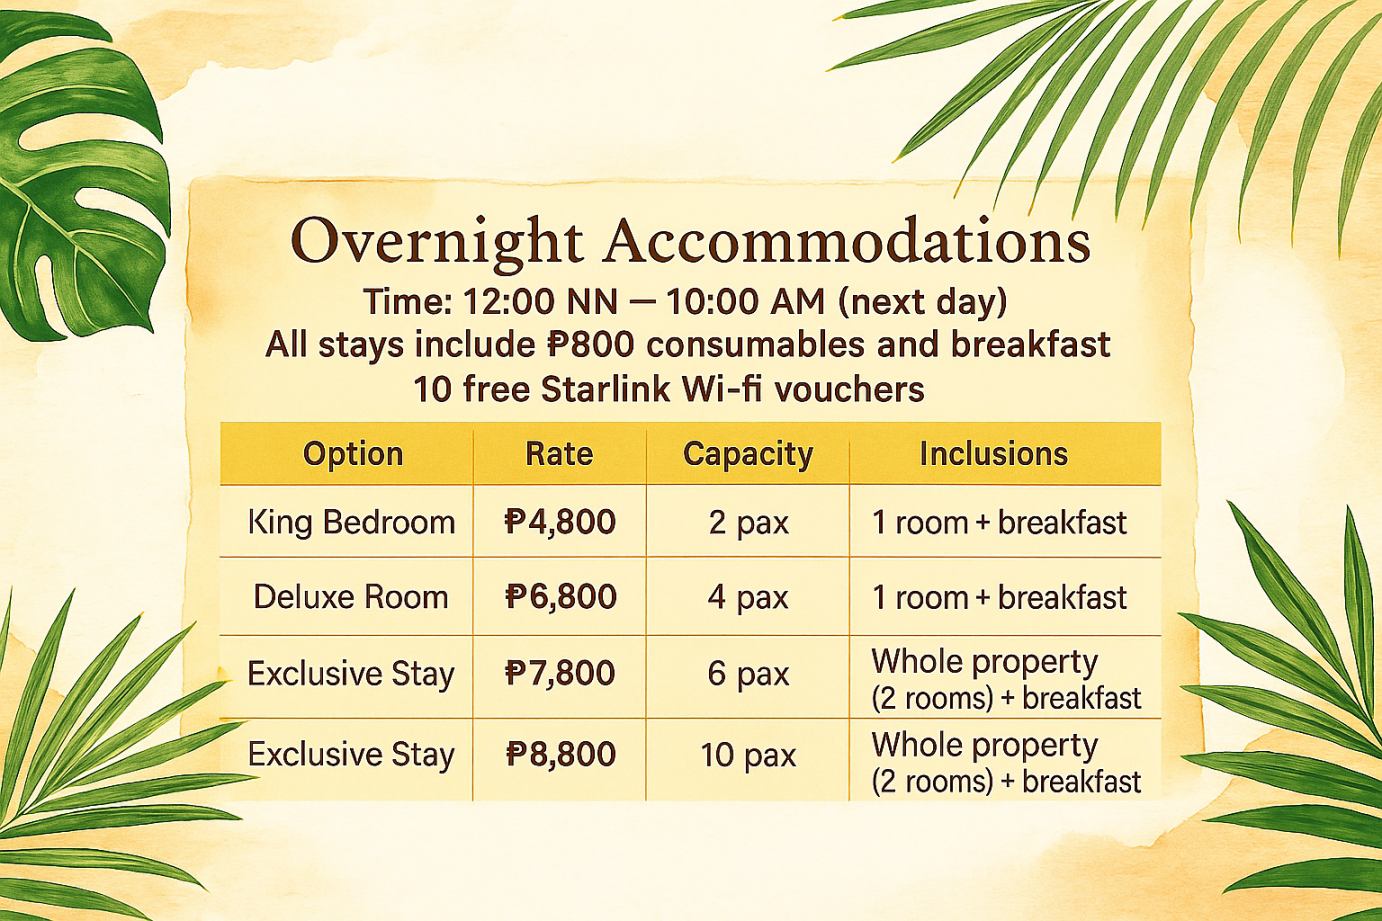 Overnight Accommodations
Time: 12:00 NN – 10:00 AM (next day)
All stays include ₱800 consumables and breakfast
10 free Starlink Wi-fi vouchers
Option Rate Capacity Inclusions
King Bedroom ₱4,800 2 pax 1 room + breakfast
Deluxe Room ₱6,800 4 pax 1 room + breakfast
Exclusive Stay ₱7,800 6 pax Whole property
(2 rooms) + breakfast
Exclusive Stay ₱8,800 10 pax Whole property
(2 rooms) + breakfast